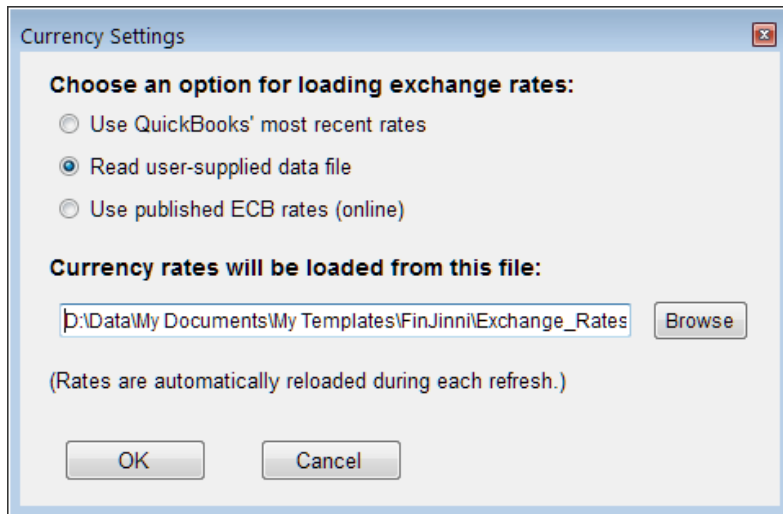 Currency Settings
Choose an option for loading exchange rates:
Use QuickBooks' most recent rates
Read user-supplied data file
Use published ECB rates (online)
Currency rates will be loaded from this file:
D:\Data\My Documents\My Templates\FinJinni\Exchange_Rates Browse
(Rates are automatically reloaded during each refresh.)
OK Cancel